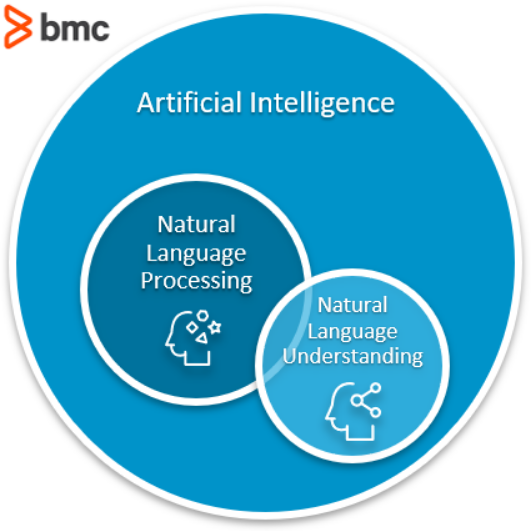 bmc
Artificial Intelligence
Natural
Language
Processing
Natural
Language
Understanding